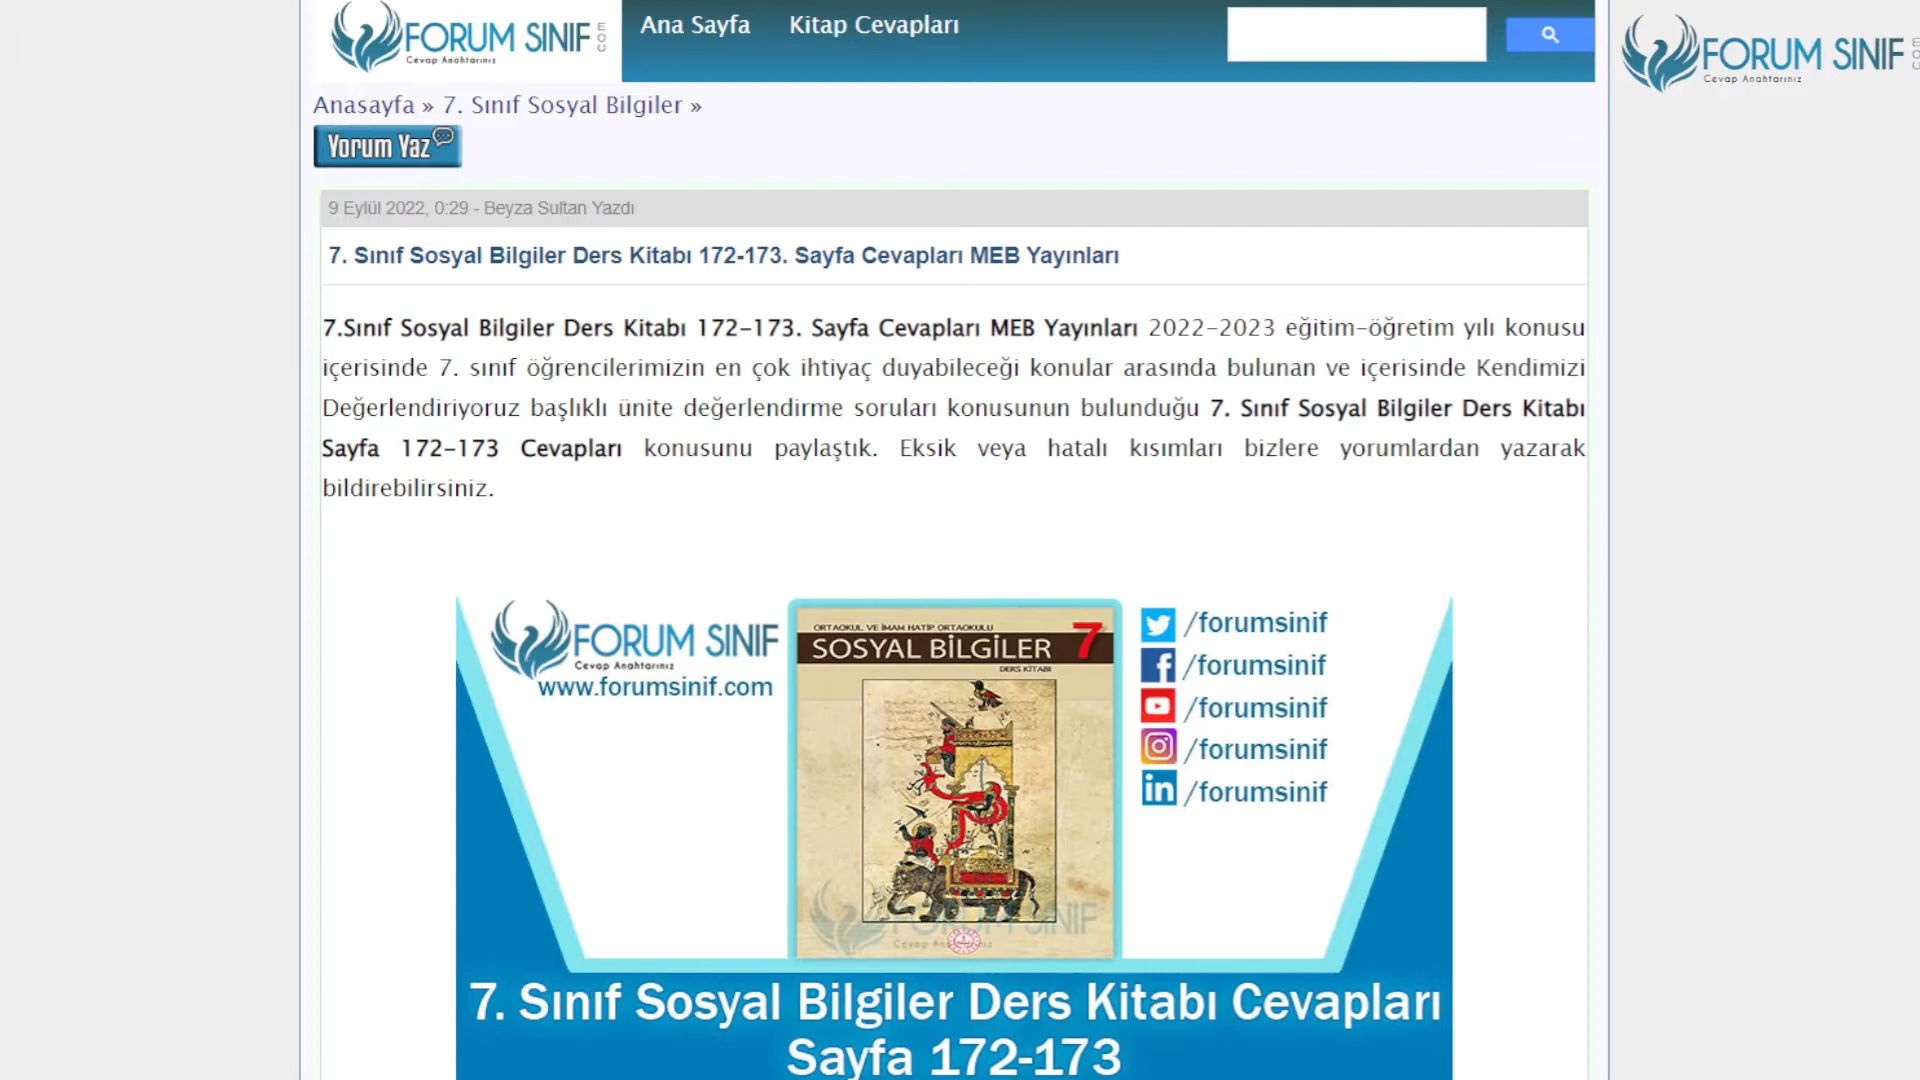 FORUM SINIF com
Cevap Anahtarınız
Ana Sayfa
Kitap Cevapları
FORUM SINIF com
Cevap Anahtarınız
Anasayfa » 7. Sınıf Sosyal Bilgiler »
Yorum Yaz
9 Eylül 2022, 0:29 - Beyza Sultan Yazdı
7. Sınıf Sosyal Bilgiler Ders Kitabı 172-173. Sayfa Cevapları MEB Yayınları
7.Sınıf Sosyal Bilgiler Ders Kitabı 172-173. Sayfa Cevapları MEB Yayınları 2022-2023 eğitim-öğretim yılı konusu
içerisinde 7. sınıf öğrencilerimizin en çok ihtiyaç duyabileceği konular arasında bulunan ve içerisinde Kendimizi
Değerlendiriyoruz başlıklı ünite değerlendirme soruları konusunun bulunduğu 7. Sınıf Sosyal Bilgiler Ders Kitabı
Sayfa 172-173 Cevapları konusunu paylaştık. Eksik veya hatalı kısımları bizlere yorumlardan yazarak
bildirebilirsiniz.
FORUM SINIF
Cevap Anahtarınız
www.forumsinif.com
ORTAOKUL VE İMAM HATİP ORTAOKULU
SOSYAL BİLGİLER 7
DERS KİTABI
FORUM SINIF
Cevap Anahtarınız
/forumsinif
/forumsinif
/forumsinif
/forumsinif
/forumsinif
7. Sınıf Sosyal Bilgiler Ders Kitabı Cevapları
Sayfa 172-173